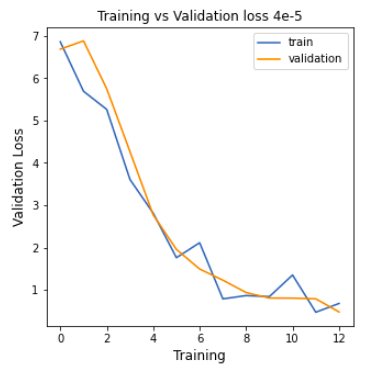 Training vs Validation loss 4e-5
train
validation
7
6
5
4
3
2
1
Validation Loss
0 2 4 6 8 10 12
Training